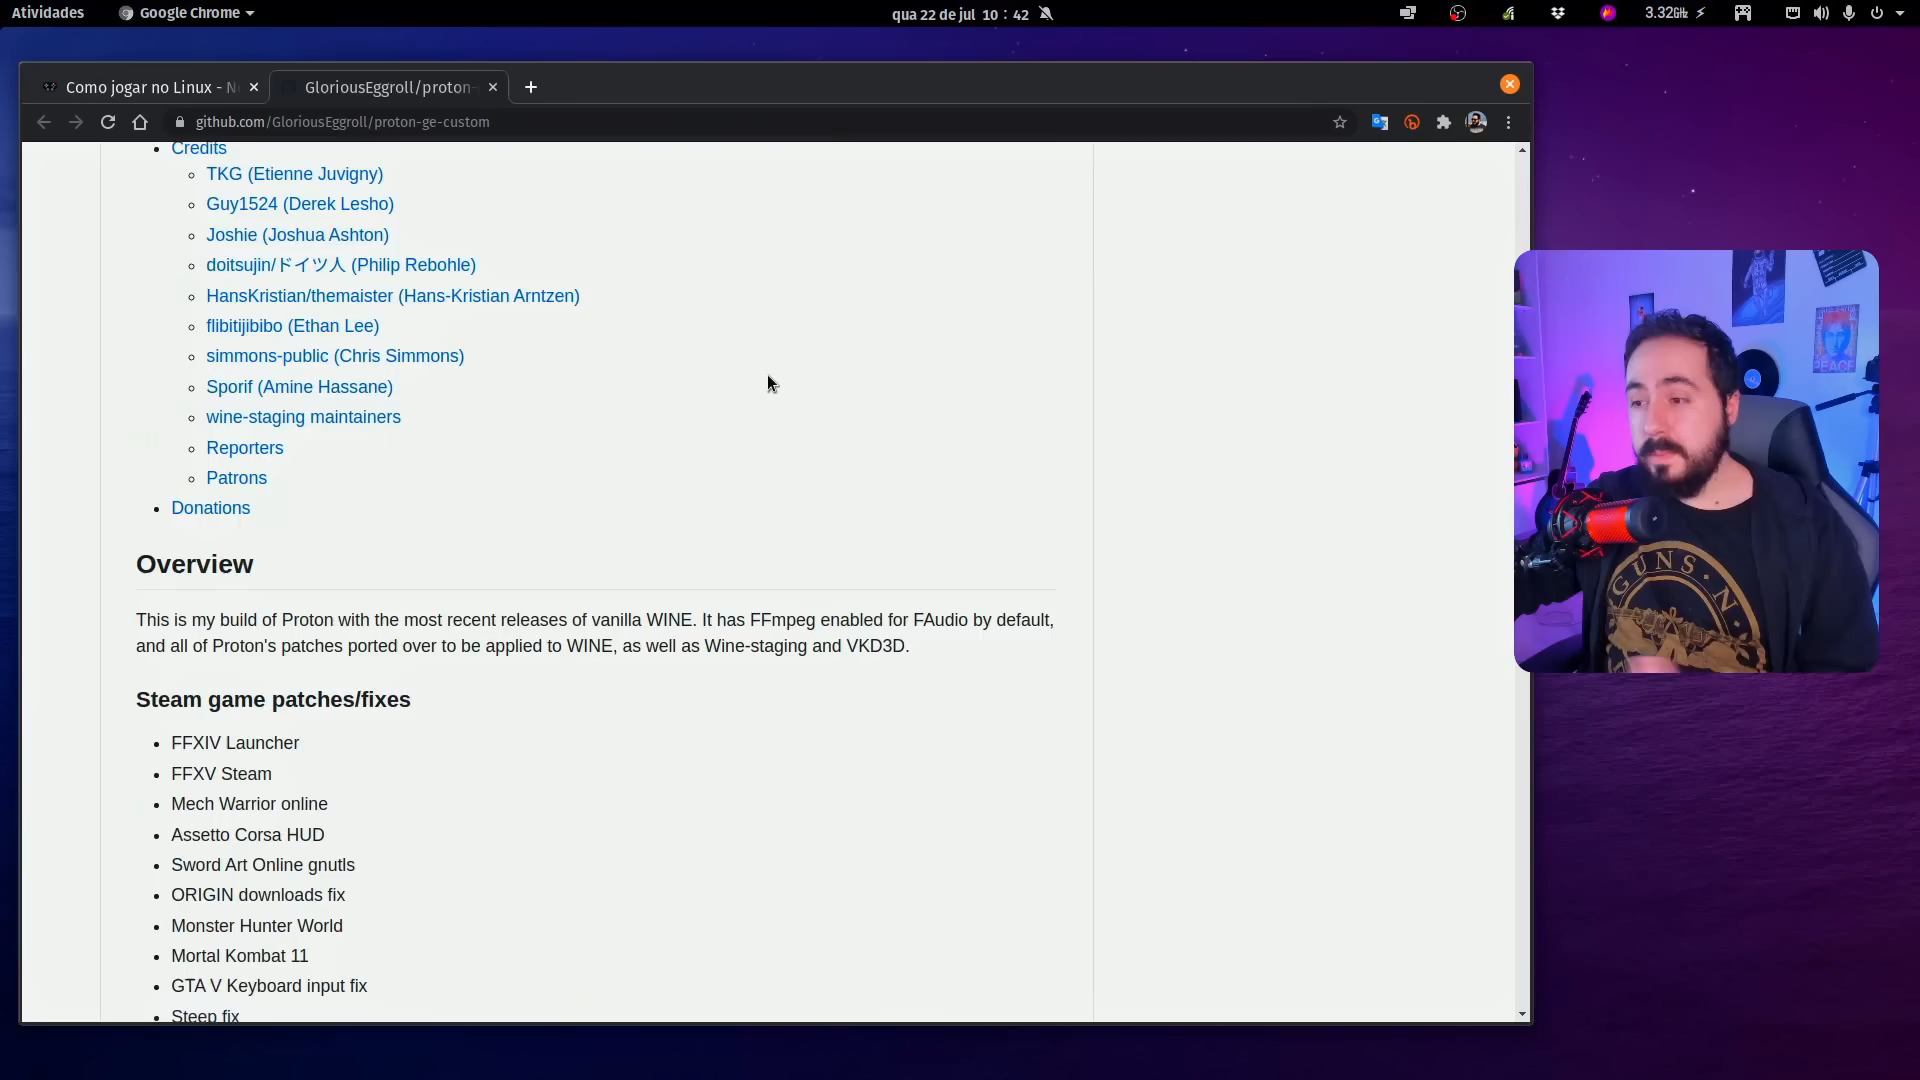 Atividades
Google Chrome
qua 22 de jul 10 : 42
3.32GHz
Como jogar no Linux - N
GloriousEggroll/proton-
github.com/GloriousEggroll/proton-ge-custom
Credits
TKG (Etienne Juvigny)
Guy1524 (Derek Lesho)
Joshie (Joshua Ashton)
doitsujin/ドイツ人 (Philip Rebohle)
HansKristian/themaister (Hans-Kristian Arntzen)
flibitijibibo (Ethan Lee)
simmons-public (Chris Simmons)
Sporif (Amine Hassane)
wine-staging maintainers
Reporters
Patrons
Donations
Overview
This is my build of Proton with the most recent releases of vanilla WINE. It has FFmpeg enabled for FAudio by default,
and all of Proton's patches ported over to be applied to WINE, as well as Wine-staging and VKD3D.
Steam game patches/fixes
FFXIV Launcher
FFXV Steam
Mech Warrior online
Assetto Corsa HUD
Sword Art Online gnutls
ORIGIN downloads fix
Monster Hunter World
Mortal Kombat 11
GTA V Keyboard input fix
Steep fix
PEACE
GUNS N